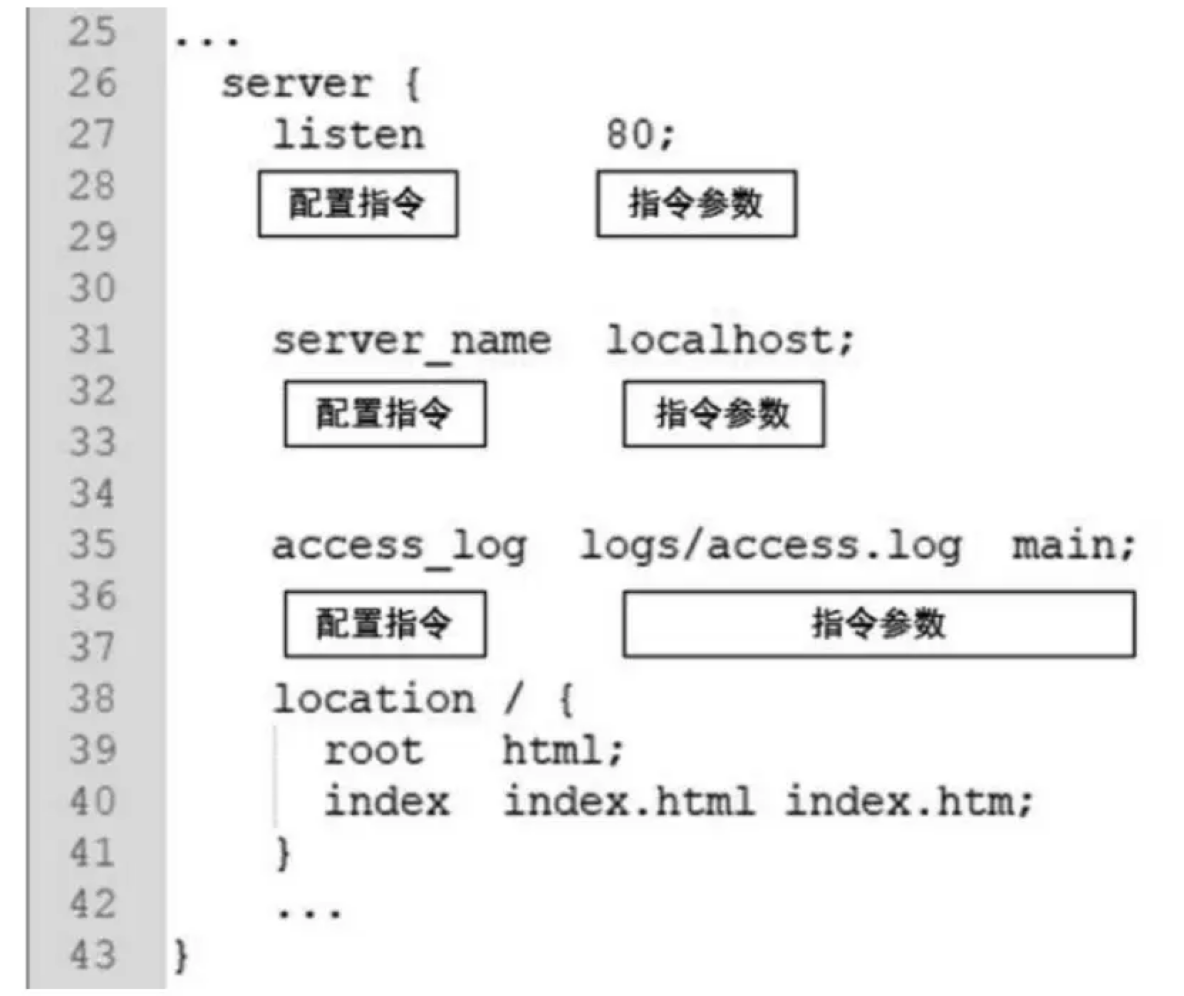 25 ...
26 server {
27 listen 80;
28 配置指令 指令参数
29
30
31 server_name localhost;
32 配置指令 指令参数
33
34
35 access_log logs/access.log main;
36 配置指令 指令参数
37
38 location / {
39 root html;
40 index index.html index.htm;
41 }
42 ...
43 }